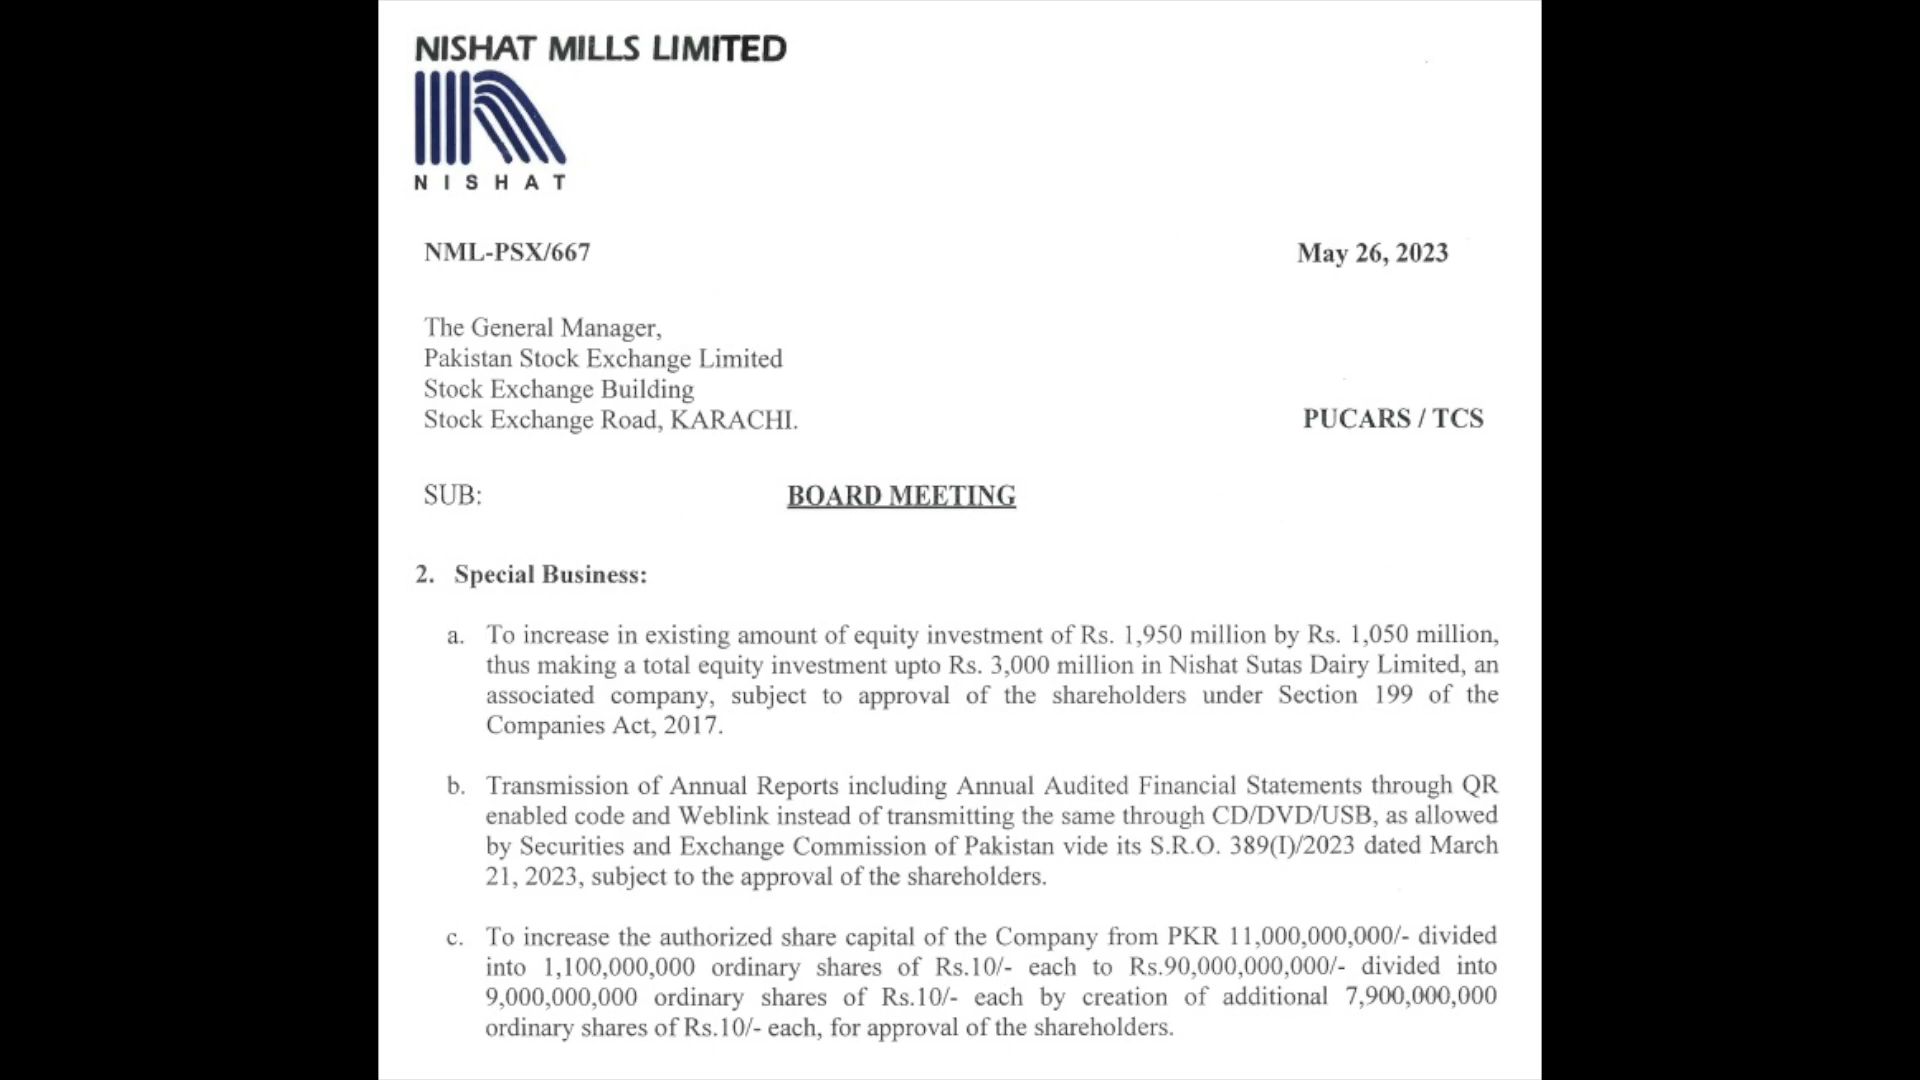 NISHAT MILLS LIMITED
NISHAT
NML-PSX/667
May 26, 2023
The General Manager,
Pakistan Stock Exchange Limited
Stock Exchange Building
Stock Exchange Road, KARACHI.
PUCARS / TCS
SUB:
BOARD MEETING
2. Special Business:
a. To increase in existing amount of equity investment of Rs. 1,950 million by Rs. 1,050 million,
thus making a total equity investment upto Rs. 3,000 million in Nishat Sutas Dairy Limited, an
associated company, subject to approval of the shareholders under Section 199 of the
Companies Act, 2017.
b. Transmission of Annual Reports including Annual Audited Financial Statements through QR
enabled code and Weblink instead of transmitting the same through CD/DVD/USB, as allowed
by Securities and Exchange Commission of Pakistan vide its S.R.O. 389(I)/2023 dated March
21, 2023, subject to the approval of the shareholders.
c. To increase the authorized share capital of the Company from PKR 11,000,000,000/- divided
into 1,100,000,000 ordinary shares of Rs.10/- each to Rs.90,000,000,000/- divided into
9,000,000,000 ordinary shares of Rs.10/- each by creation of additional 7,900,000,000
ordinary shares of Rs.10/- each, for approval of the shareholders.